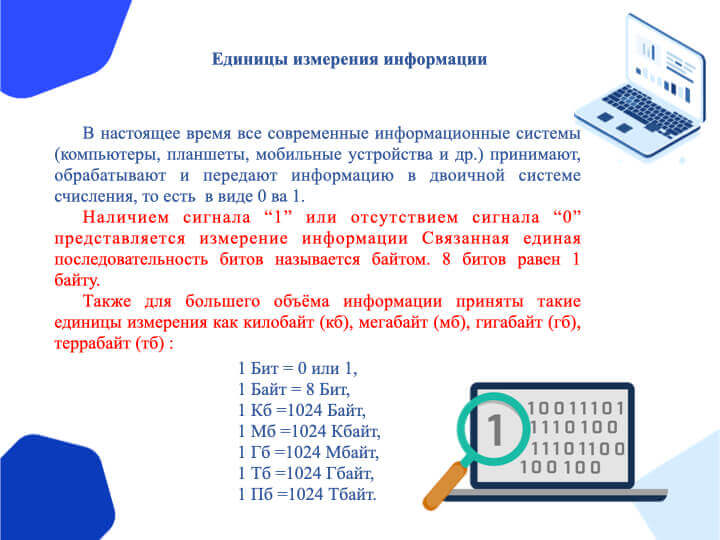 Единицы измерения информации
В настоящее время все современные информационные системы
(компьютеры, планшеты, мобильные устройства и др.) принимают,
обрабатывают и передают информацию в двоичной системе
счисления, то есть в виде 0 ва 1.
Наличием сигнала “1” или отсутствием сигнала “0”
представляется измерение информации Связанная единая
последовательность битов называется байтом. 8 битов равен 1
байту.
Также для большего объёма информации приняты такие
единицы измерения как килобайт (кб), мегабайт (мб), гигабайт (гб),
террабайт (тб) :
1 Бит = 0 или 1,
1 Байт = 8 Бит,
1 Кб =1024 Байт,
1 Мб =1024 Кбайт,
1 Гб =1024 Мбайт,
1 Тб =1024 Гбайт,
1 Пб =1024 Тбайт.
1
10011101
1110100
11101100
100 100